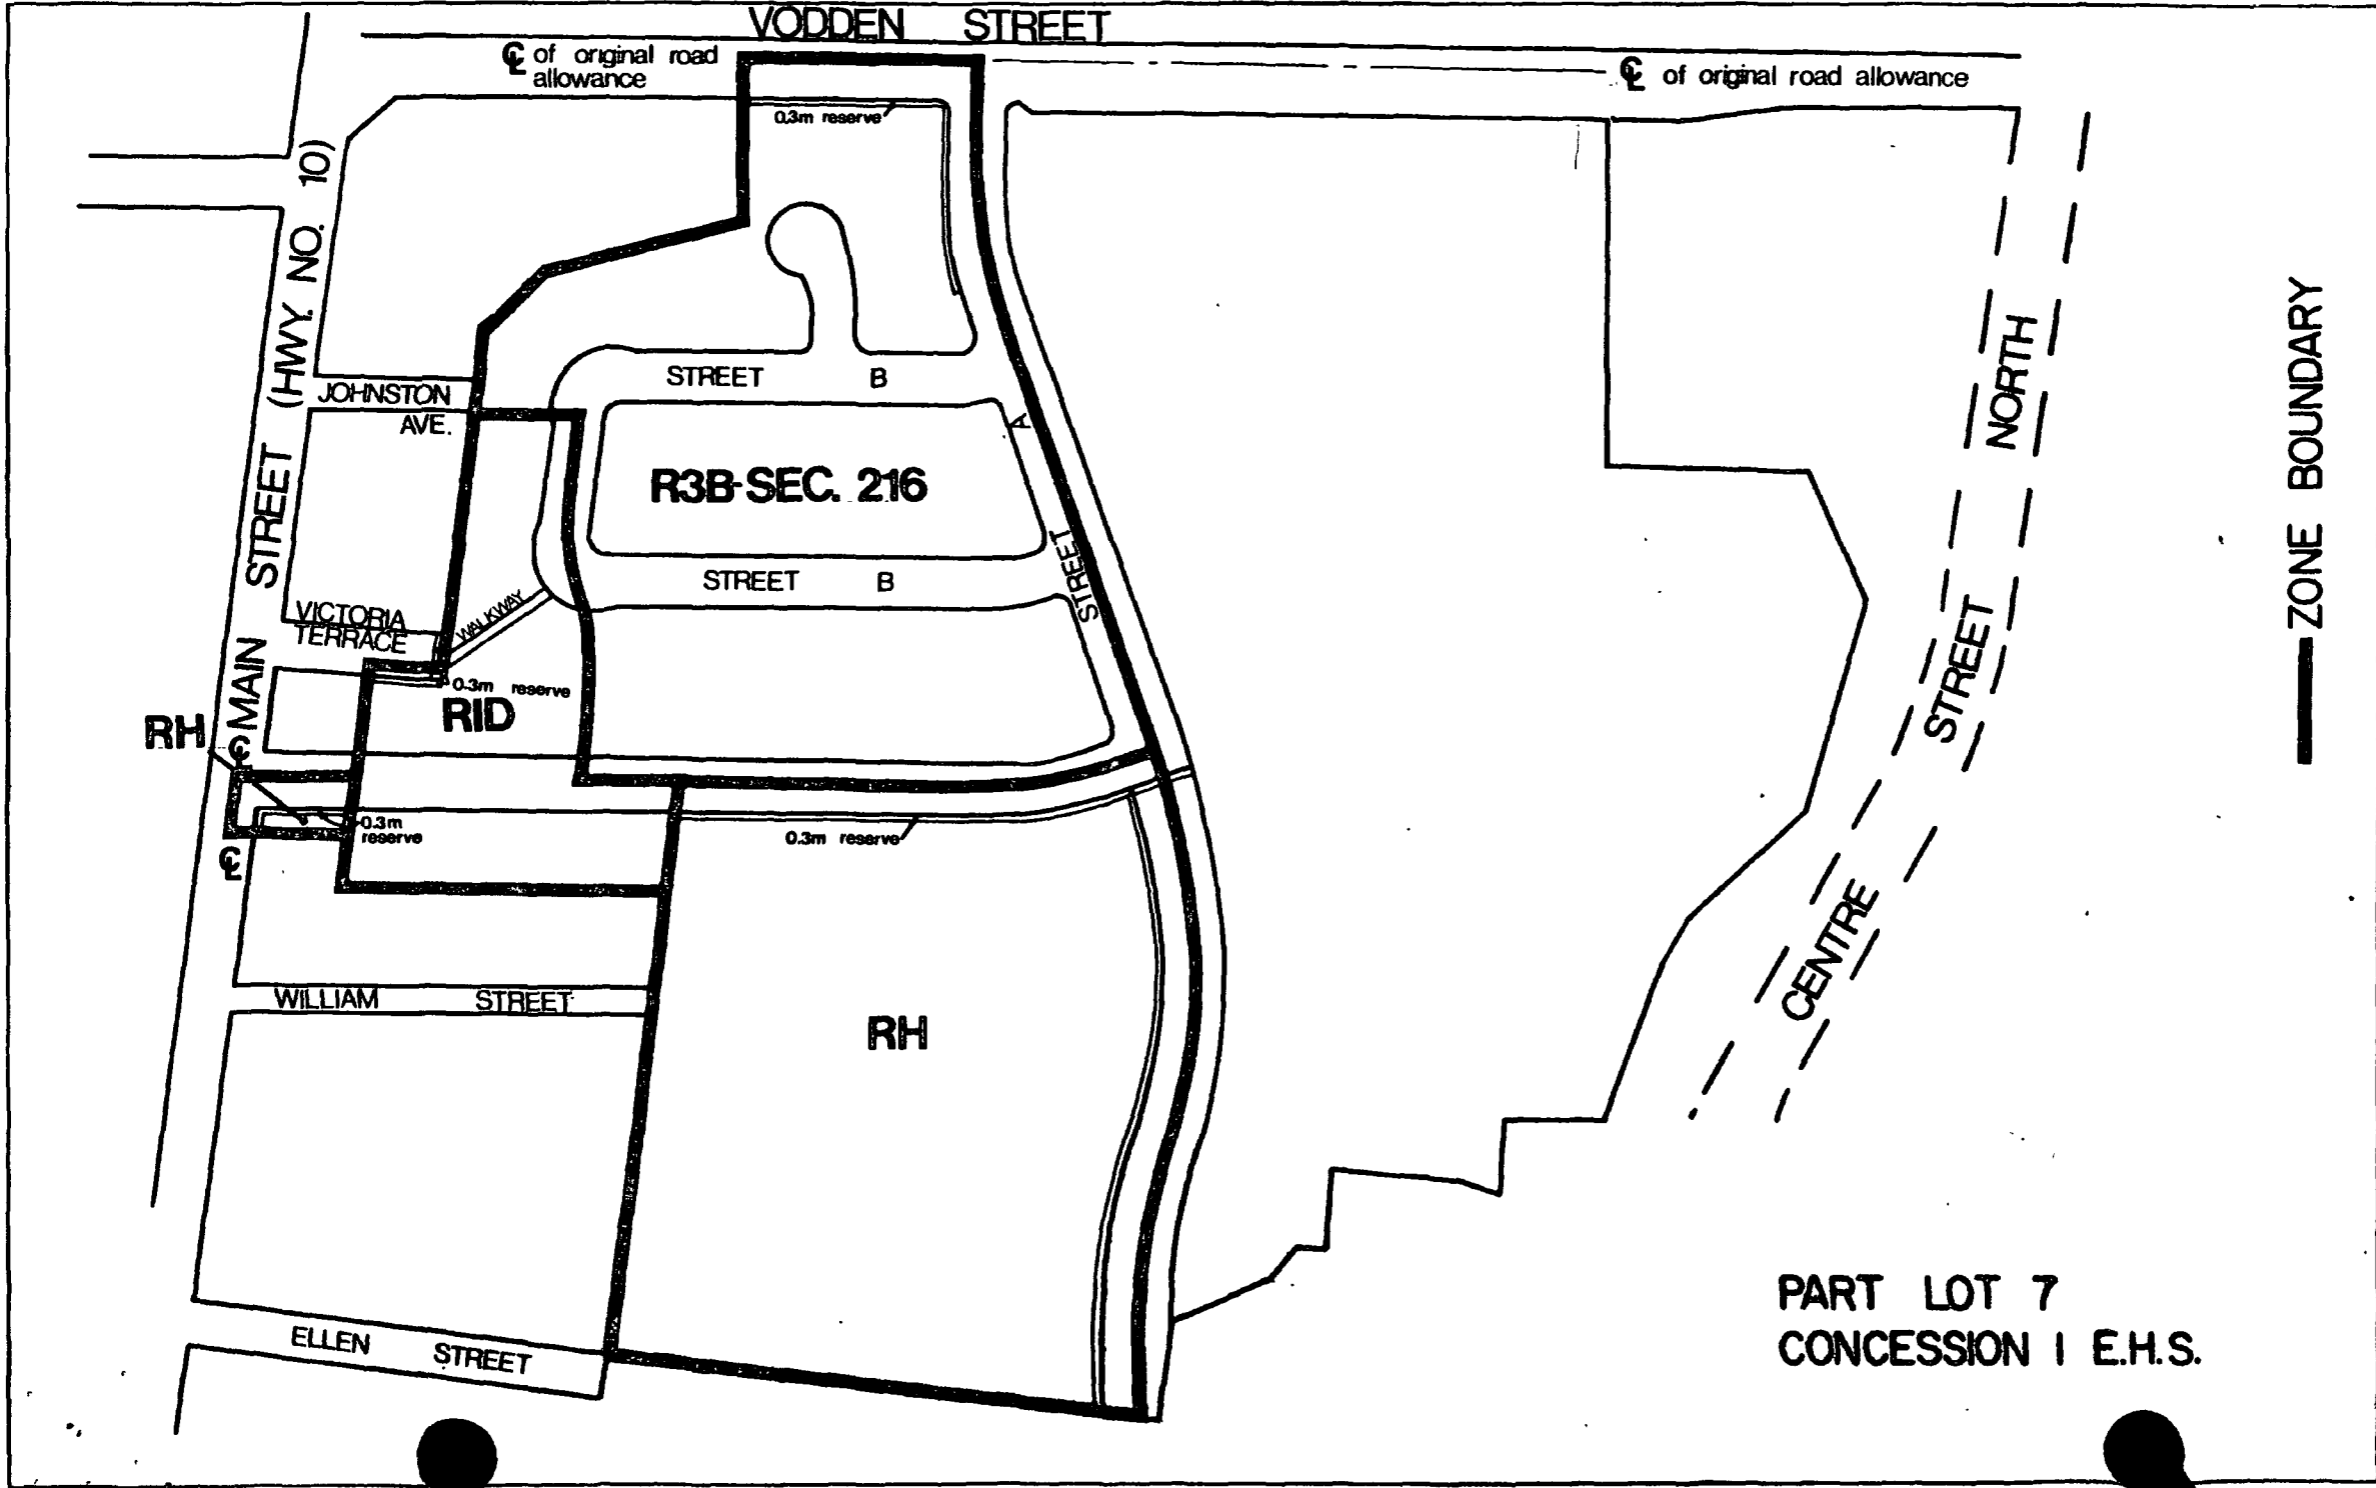 VODDEN STREET
℄ of original road
allowance
℄ of original road allowance
0.3m reserve
MAIN STREET (HWY. NO. 10)
JOHNSTON
AVE.
STREET B
R3B-SEC. 216
STREET A
STREET B
VICTORIA
TERRACE
WALKWAY
0.3m reserve
RID
RH
℄
0.3m
reserve
℄
0.3m reserve
WILLIAM STREET
RH
ELLEN STREET
CENTRE STREET NORTH
ZONE BOUNDARY
PART LOT 7
CONCESSION I E.H.S.